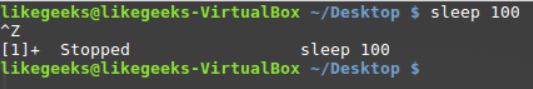 likegeeks@likegeeks-VirtualBox ~/Desktop $ sleep 100
^Z
[1]+  Stopped                 sleep 100
likegeeks@likegeeks-VirtualBox ~/Desktop $